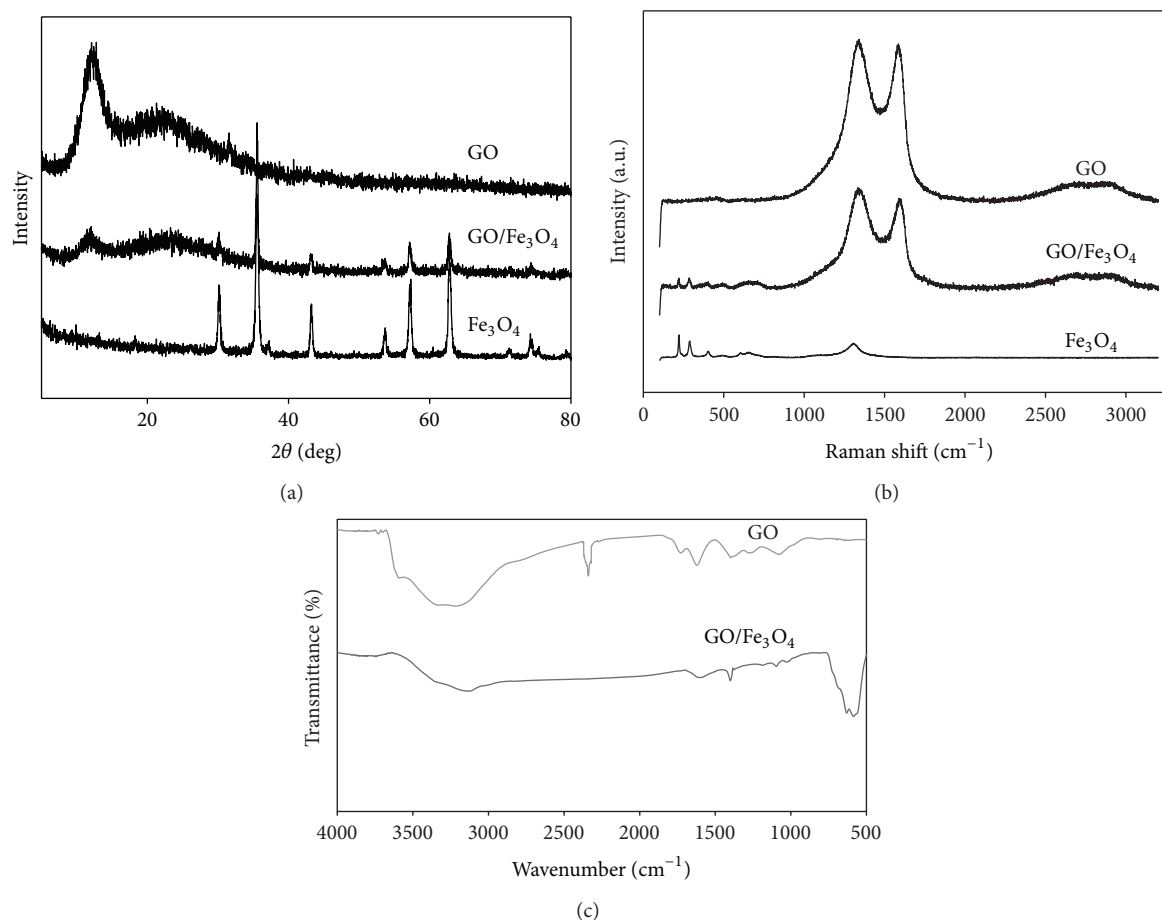 Intensity
GO
GO/Fe₃O₄
Fe₃O₄
20 40 60 80
2θ (deg)
(a)
Intensity (a.u.)
GO
GO/Fe₃O₄
Fe₃O₄
0 500 1000 1500 2000 2500 3000
Raman shift (cm⁻¹)
(b)
Transmittance (%)
GO
GO/Fe₃O₄
4000 3500 3000 2500 2000 1500 1000 500
Wavenumber (cm⁻¹)
(c)